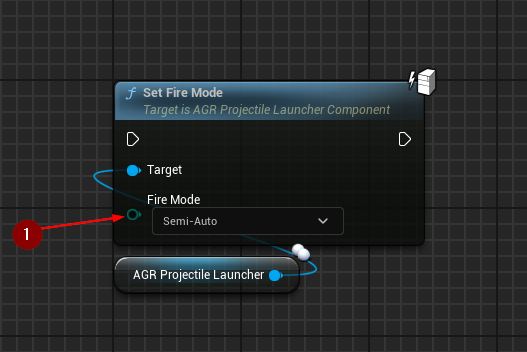 Set Fire Mode
Target is AGR Projectile Launcher Component
Target
Fire Mode
Semi-Auto
1
AGR Projectile Launcher